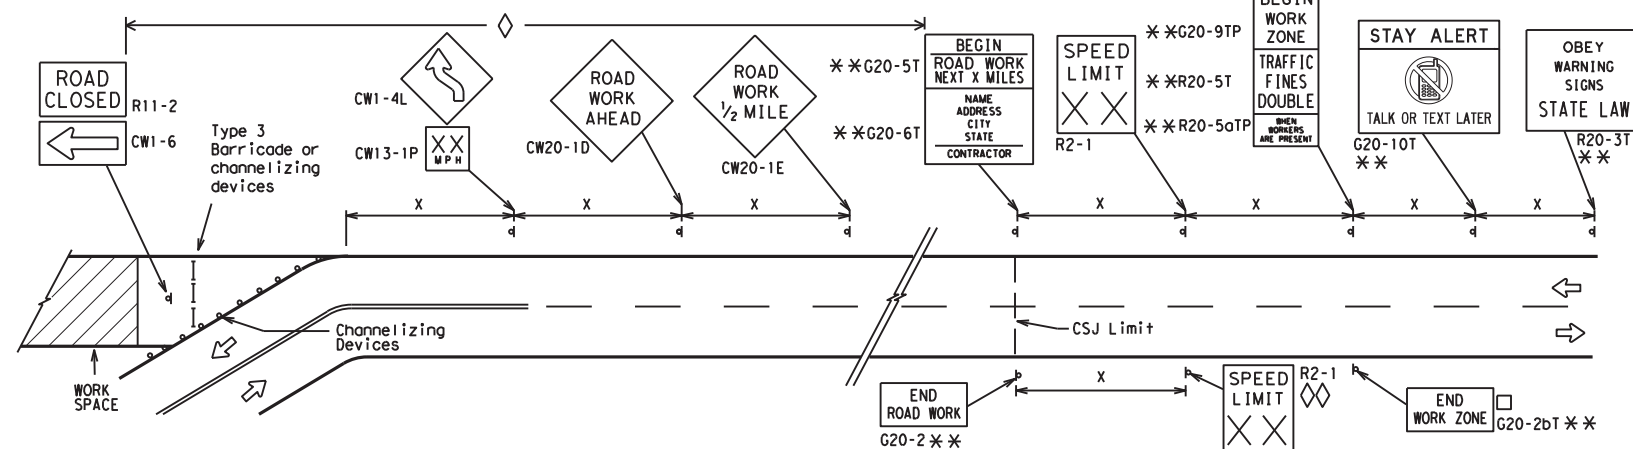 ROAD
CLOSED
R11-2
CW1-6
Type 3
Barricade or
channelizing
devices
CW1-4L
XX
MPH
CW13-1P
ROAD
WORK
AHEAD
CW20-1D
ROAD
WORK
1/2 MILE
CW20-1E
**G20-5T
**G20-6T
BEGIN
ROAD WORK
NEXT X MILES
NAME
ADDRESS
CITY
STATE
CONTRACTOR
SPEED
LIMIT
XX
R2-1
**G20-9TP
**R20-5T
**R20-5aTP
BEGIN
WORK
ZONE
TRAFFIC
FINES
DOUBLE
WHEN
WORKERS
ARE PRESENT
STAY ALERT
TALK OR TEXT LATER
G20-10T
**
OBEY
WARNING
SIGNS
STATE LAW
R20-3T
**
X
X
X
X
X
X
X
Channelizing
Devices
CSJ Limit
WORK
SPACE
END
ROAD WORK
G20-2 **
X
SPEED
LIMIT
XX
R2-1
END
WORK ZONE
G20-2bT **